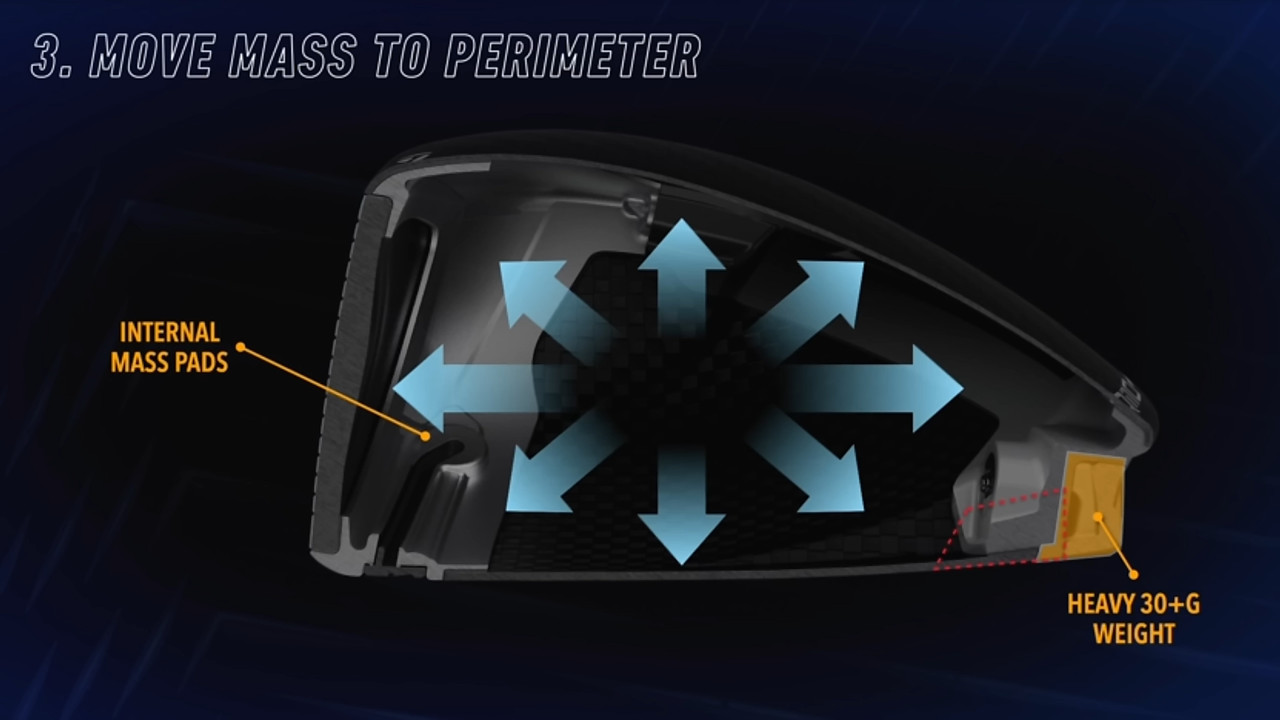 3. MOVE MASS TO PERIMETER
INTERNAL
MASS PADS
HEAVY 30+G
WEIGHT